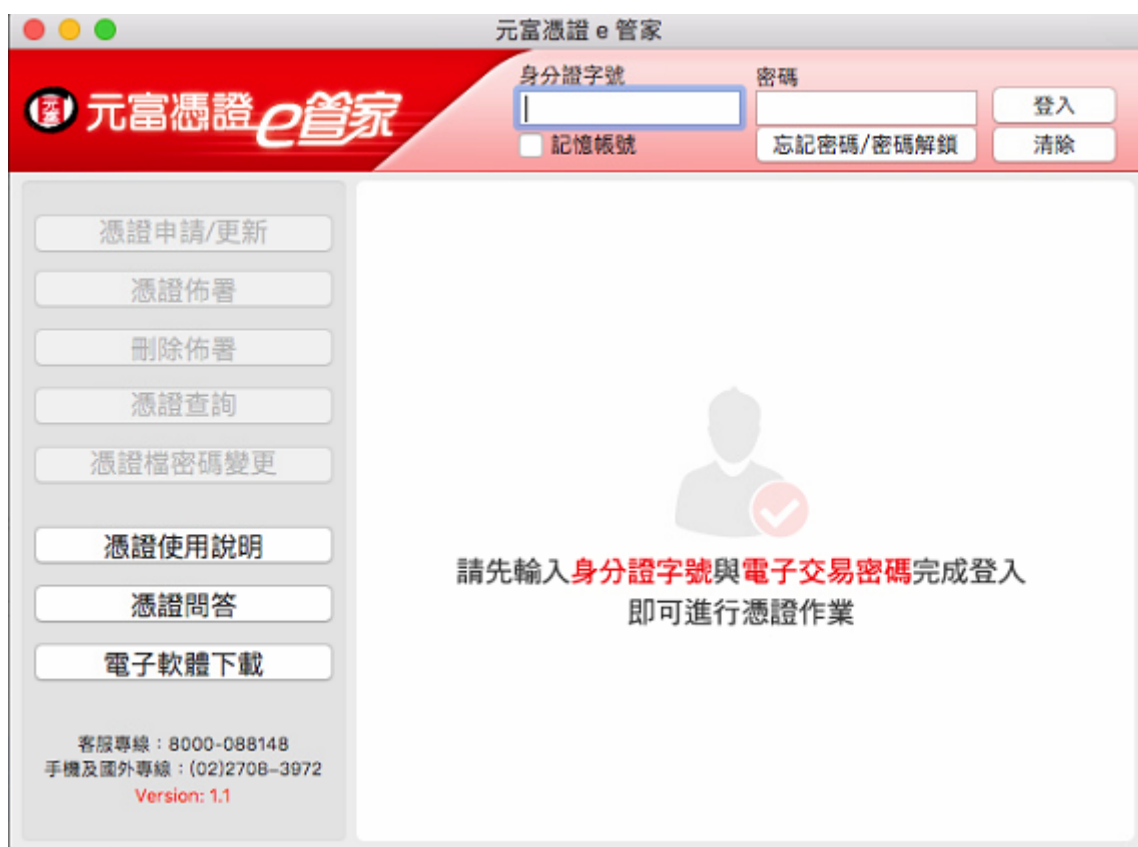 元富憑證 e 管家
元富 元富憑證e管家
身分證字號
密碼
登入
記憶帳號
忘記密碼/密碼解鎖
清除
憑證申請/更新
憑證佈署
刪除佈署
憑證查詢
憑證檔密碼變更
憑證使用說明
憑證問答
電子軟體下載
客服專線：8000-088148
手機及國外專線：(02)2708–3972
Version: 1.1
請先輸入身分證字號與電子交易密碼完成登入
即可進行憑證作業